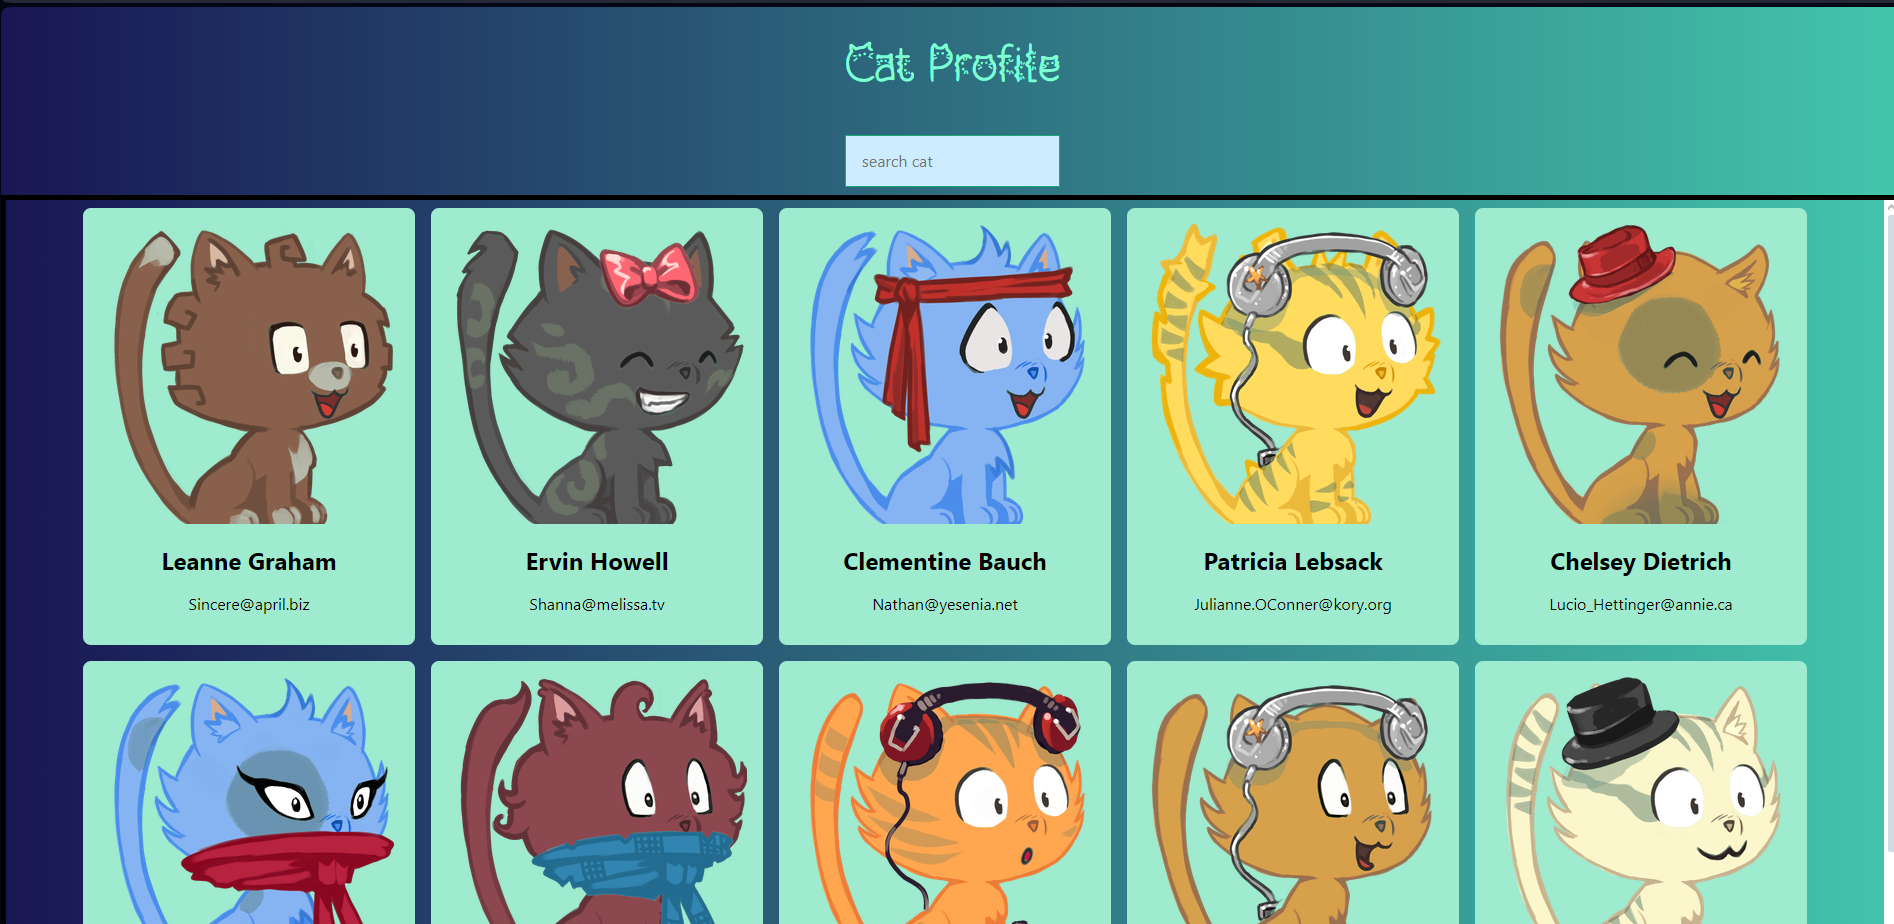 Cat Profile
search cat
Leanne Graham
Sincere@april.biz
Ervin Howell
Shanna@melissa.tv
Clementine Bauch
Nathan@yesenia.net
Patricia Lebsack
Julianne.OConner@kory.org
Chelsey Dietrich
Lucio_Hettinger@annie.ca